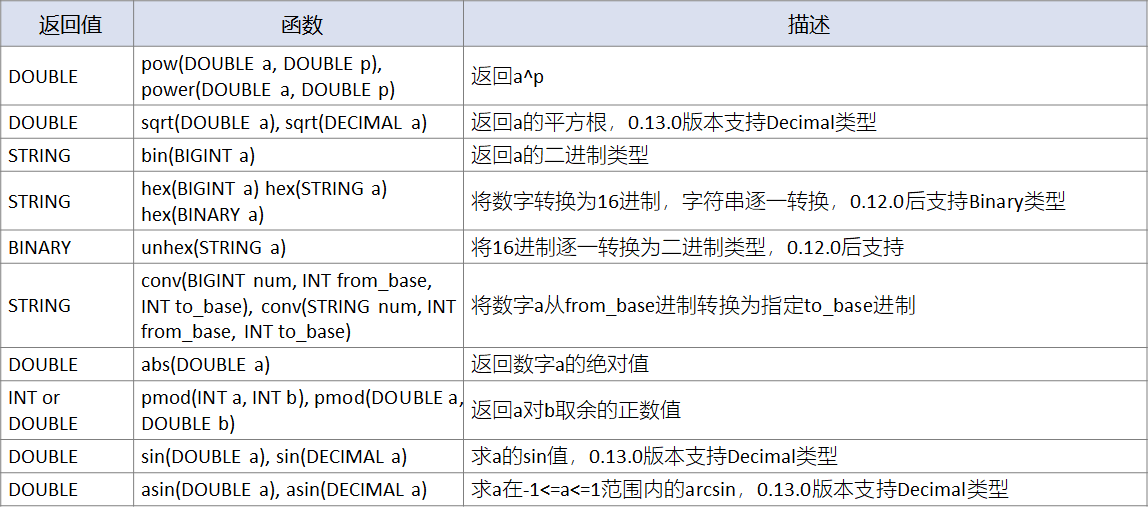 返回值 函数 描述
DOUBLE pow(DOUBLE a, DOUBLE p),
power(DOUBLE a, DOUBLE p) 返回a^p
DOUBLE sqrt(DOUBLE a), sqrt(DECIMAL a) 返回a的平方根，0.13.0版本支持Decimal类型
STRING bin(BIGINT a) 返回a的二进制类型
STRING hex(BIGINT a) hex(STRING a)
hex(BINARY a) 将数字转换为16进制，字符串逐一转换，0.12.0后支持Binary类型
BINARY unhex(STRING a) 将16进制逐一转换为二进制类型，0.12.0后支持
STRING conv(BIGINT num, INT from_base,
INT to_base), conv(STRING num, INT
from_base, INT to_base) 将数字a从from_base进制转换为指定to_base进制
DOUBLE abs(DOUBLE a) 返回数字a的绝对值
INT or
DOUBLE pmod(INT a, INT b), pmod(DOUBLE a,
DOUBLE b) 返回a对b取余的正数值
DOUBLE sin(DOUBLE a), sin(DECIMAL a) 求a的sin值，0.13.0版本支持Decimal类型
DOUBLE asin(DOUBLE a), asin(DECIMAL a) 求a在-1<=a<=1范围内的arcsin，0.13.0版本支持Decimal类型